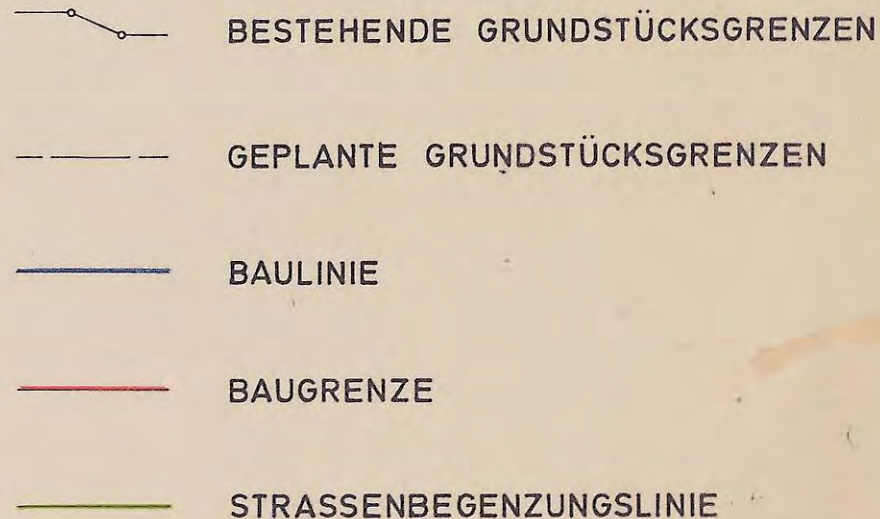 BESTEHENDE GRUNDSTÜCKSGRENZEN
GEPLANTE GRUNDSTÜCKSGRENZEN
BAULINIE
BAUGRENZE
STRASSENBEGENZUNGSLINIE